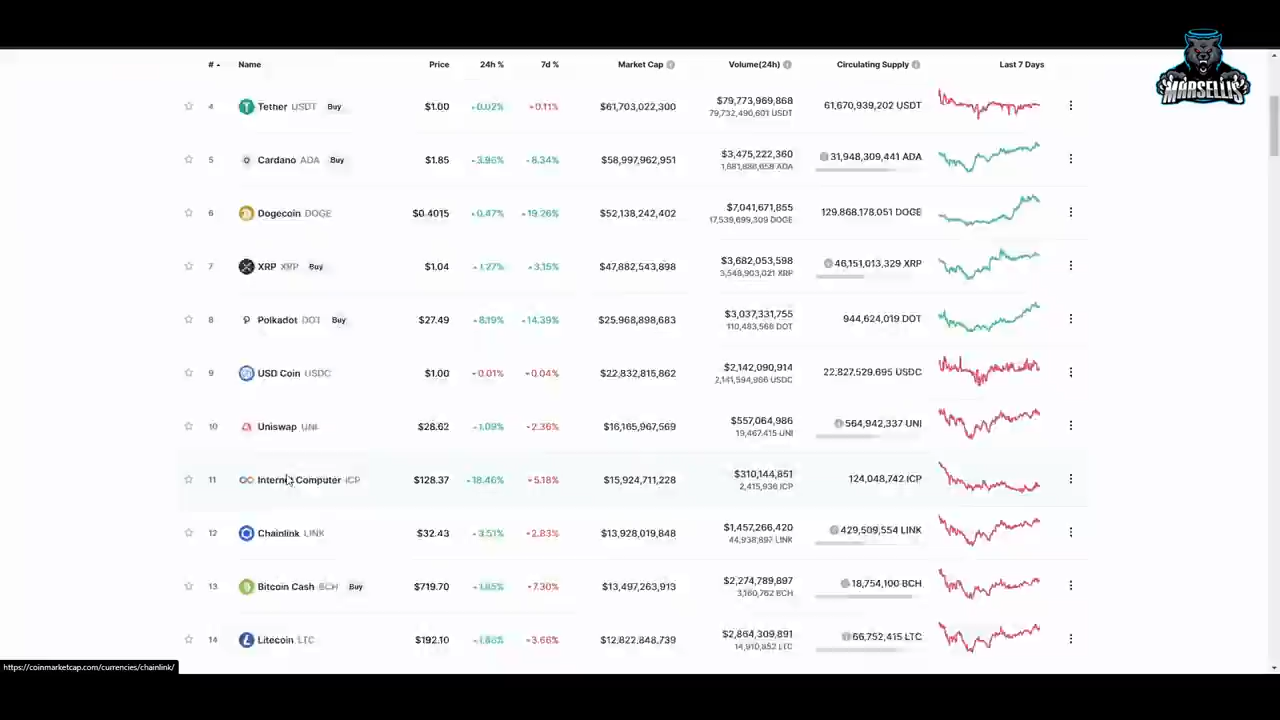 MARSELLIS
# Name Price 24h % 7d % Market Cap Volume(24h) Circulating Supply Last 7 Days
4 Tether USDT Buy $1.00 0.02% 0.11% $61,703,022,300 $79,773,969,868 61,670,939,202 USDT
79,732,490,601 USDT
5 Cardano ADA Buy $1.85 3.96% 8.34% $58,997,962,951 $3,475,222,360 31,948,309,441 ADA
ADA
6 Dogecoin DOGE $0.4015 0.47% 19.26% $52,138,242,402 $7,041,671,855 129,868,178,051 DOGE
17,539,699,309 DOGE
7 XRP XRP Buy $1.04 1.27% 3.15% $47,882,543,898 $3,682,053,598 46,151,013,329 XRP
3,548,903,021 XRP
8 Polkadot DOT Buy $27.49 8.19% 14.39% $25,968,898,683 $3,037,331,755 944,624,019 DOT
110,483,568 DOT
9 USD Coin USDC $1.00 0.01% 0.04% $22,832,815,862 $2,142,090,914 22,827,529,695 USDC
2,141,594,966 USDC
10 Uniswap UNI $28.62 1.09% 2.36% $16,165,967,569 $557,064,986 564,942,337 UNI
19,467,415 UNI
11 Internet Computer ICP $128.37 18.46% 5.18% $15,924,711,228 $310,144,851 124,048,742 ICP
2,415,936 ICP
12 Chainlink LINK $32.43 3.51% 2.83% $13,928,019,848 $1,457,266,420 429,509,554 LINK
44,938,897 LINK
13 Bitcoin Cash BCH Buy $719.70 1.85% 7.30% $13,497,263,913 $2,274,789,897 18,754,100 BCH
3,160,762 BCH
14 Litecoin LTC $192.10 1.86% 3.66% $12,822,848,739 $2,864,309,891 66,752,415 LTC
14,910,852 LTC
https://coinmarketcap.com/currencies/chainlink/